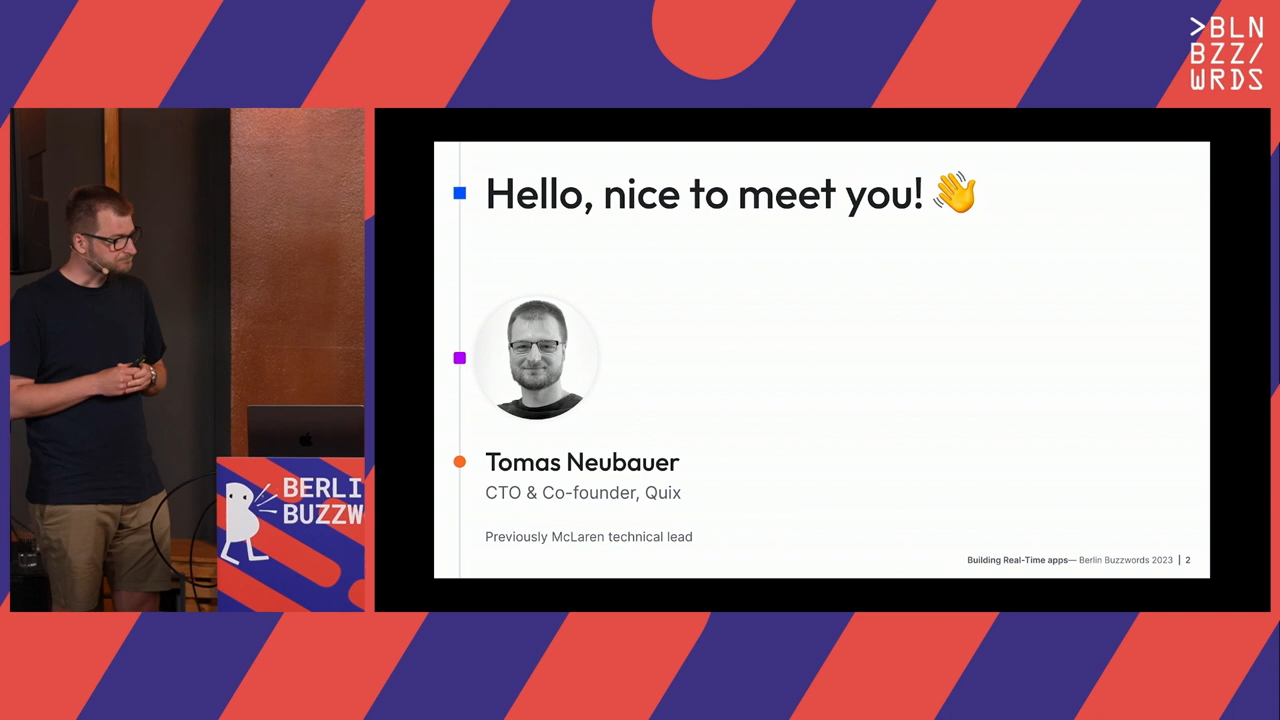 >BLN
BZZ/
WRDS
Hello, nice to meet you! 👋
Tomas Neubauer
CTO & Co-founder, Quix
Previously McLaren technical lead
Building Real-Time apps— Berlin Buzzwords 2023 | 2
BERLI
BUZZW